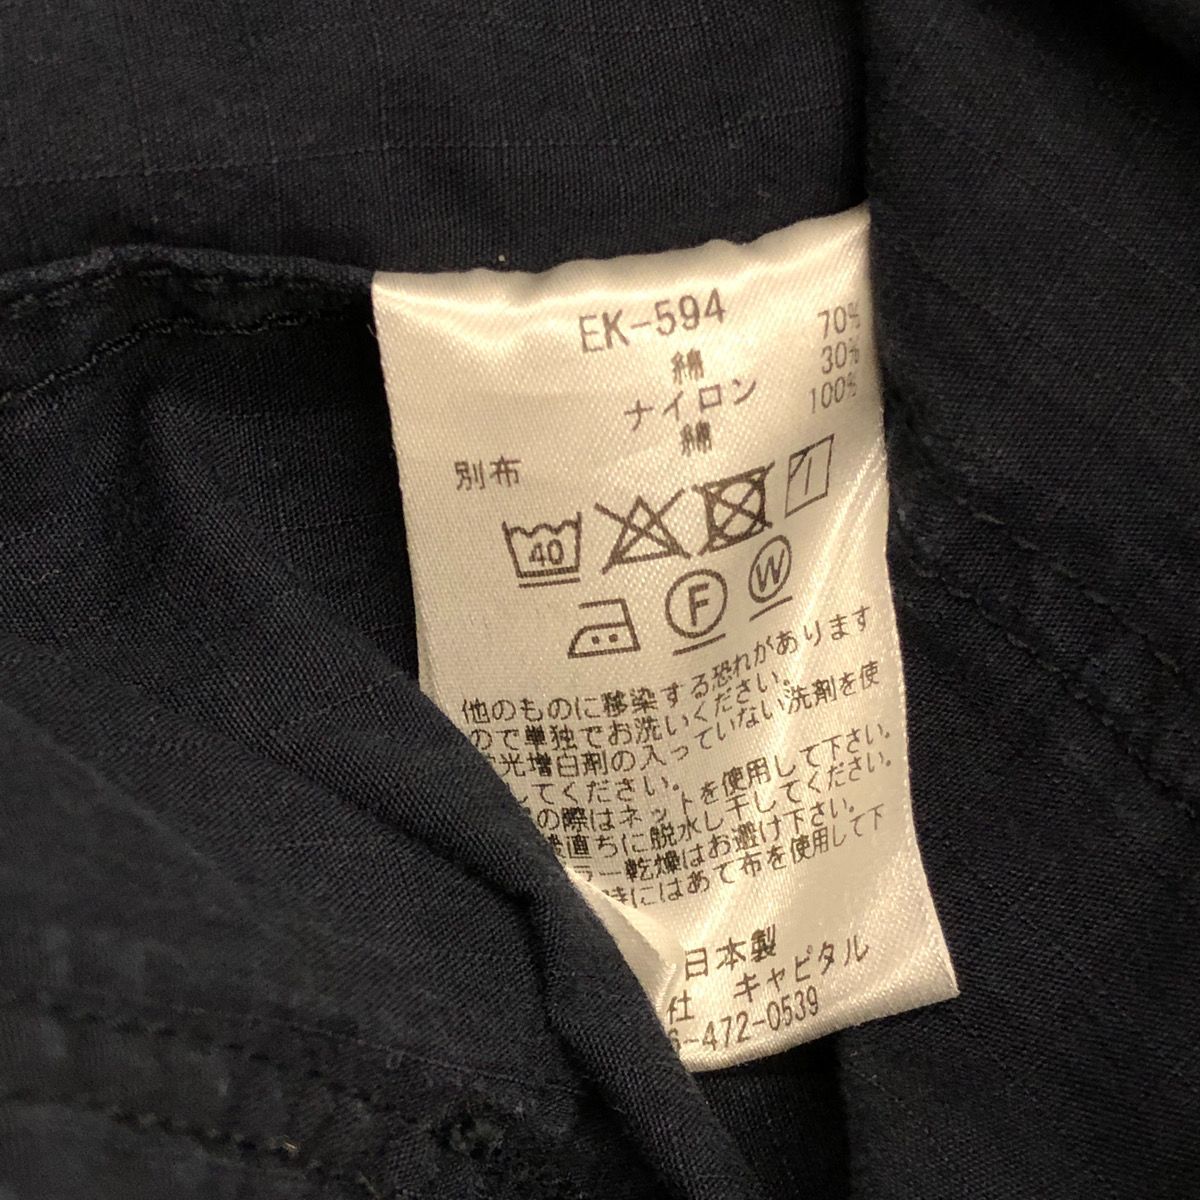 EK-594
綿 70%
ナイロン 30%
別布 綿 100%
40
F W
他のものに移染する恐れがあります
ので単独でお洗いください。
光増白剤の入っていない洗剤を使
してください。
の際はネットを使用して下さい。
直ちに脱水し干してください。
ラー乾燥はお避け下さい。
時にはあて布を使用して下
日本製
社 キャピタル
6-472-0539